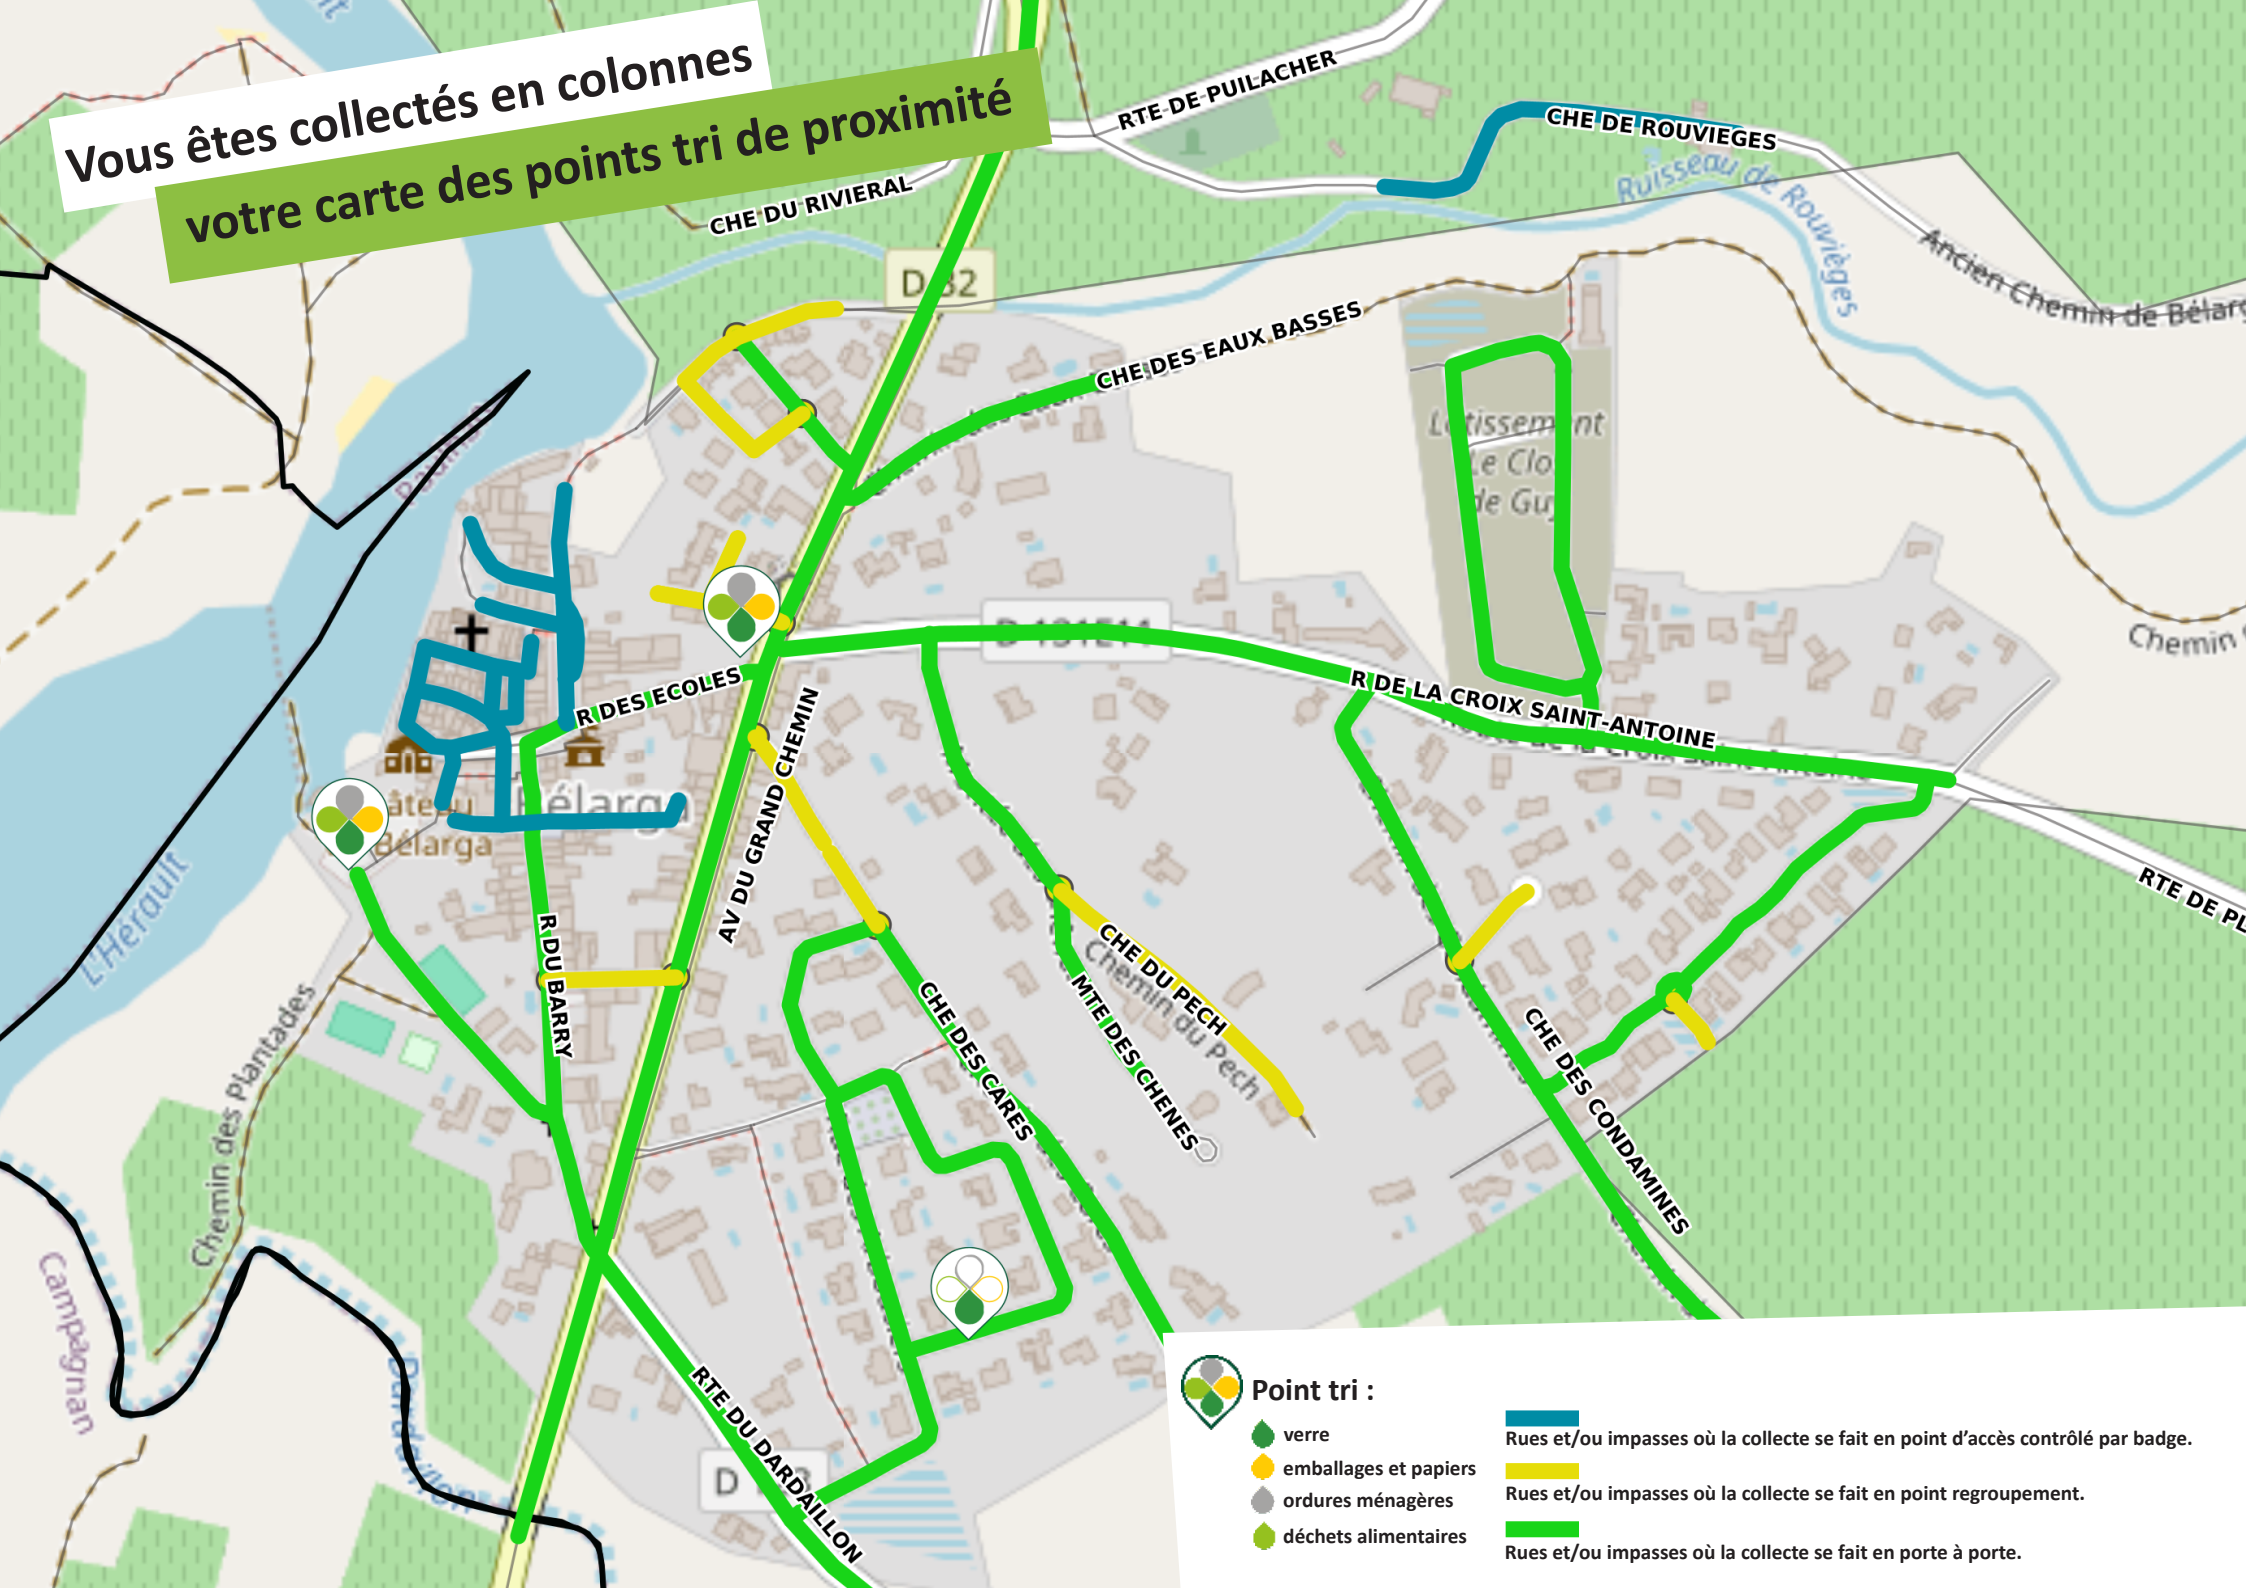 Vous êtes collectés en colonnes
votre carte des points tri de proximité
RTE DE PUILACHER
CHE DE ROUVIEGES
CHE DU RIVIERAL
Ruisseau de Rouvièges
Ancien Chemin de Bélarg
D 32
CHE DES EAUX BASSES
Lotissement
Le Clos
de Guy
Chemin
D 131E11
R DE LA CROIX SAINT-ANTOINE
R DES ECOLES
AV DU GRAND CHEMIN
Bélarga
Château
Bélarga
L'Hérault
R DU BARRY
RTE DE PL
CHE DU PECH
Chemin du Pech
MTE DES CHENES
CHE DES CARES
CHE DES CONDAMINES
Chemin des Plantades
Campagnan
Dardaillon
RTE DU DARDAILLON
Point tri :
verre
emballages et papiers
ordures ménagères
déchets alimentaires
Rues et/ou impasses où la collecte se fait en point d’accès contrôlé par badge.
Rues et/ou impasses où la collecte se fait en point regroupement.
Rues et/ou impasses où la collecte se fait en porte à porte.